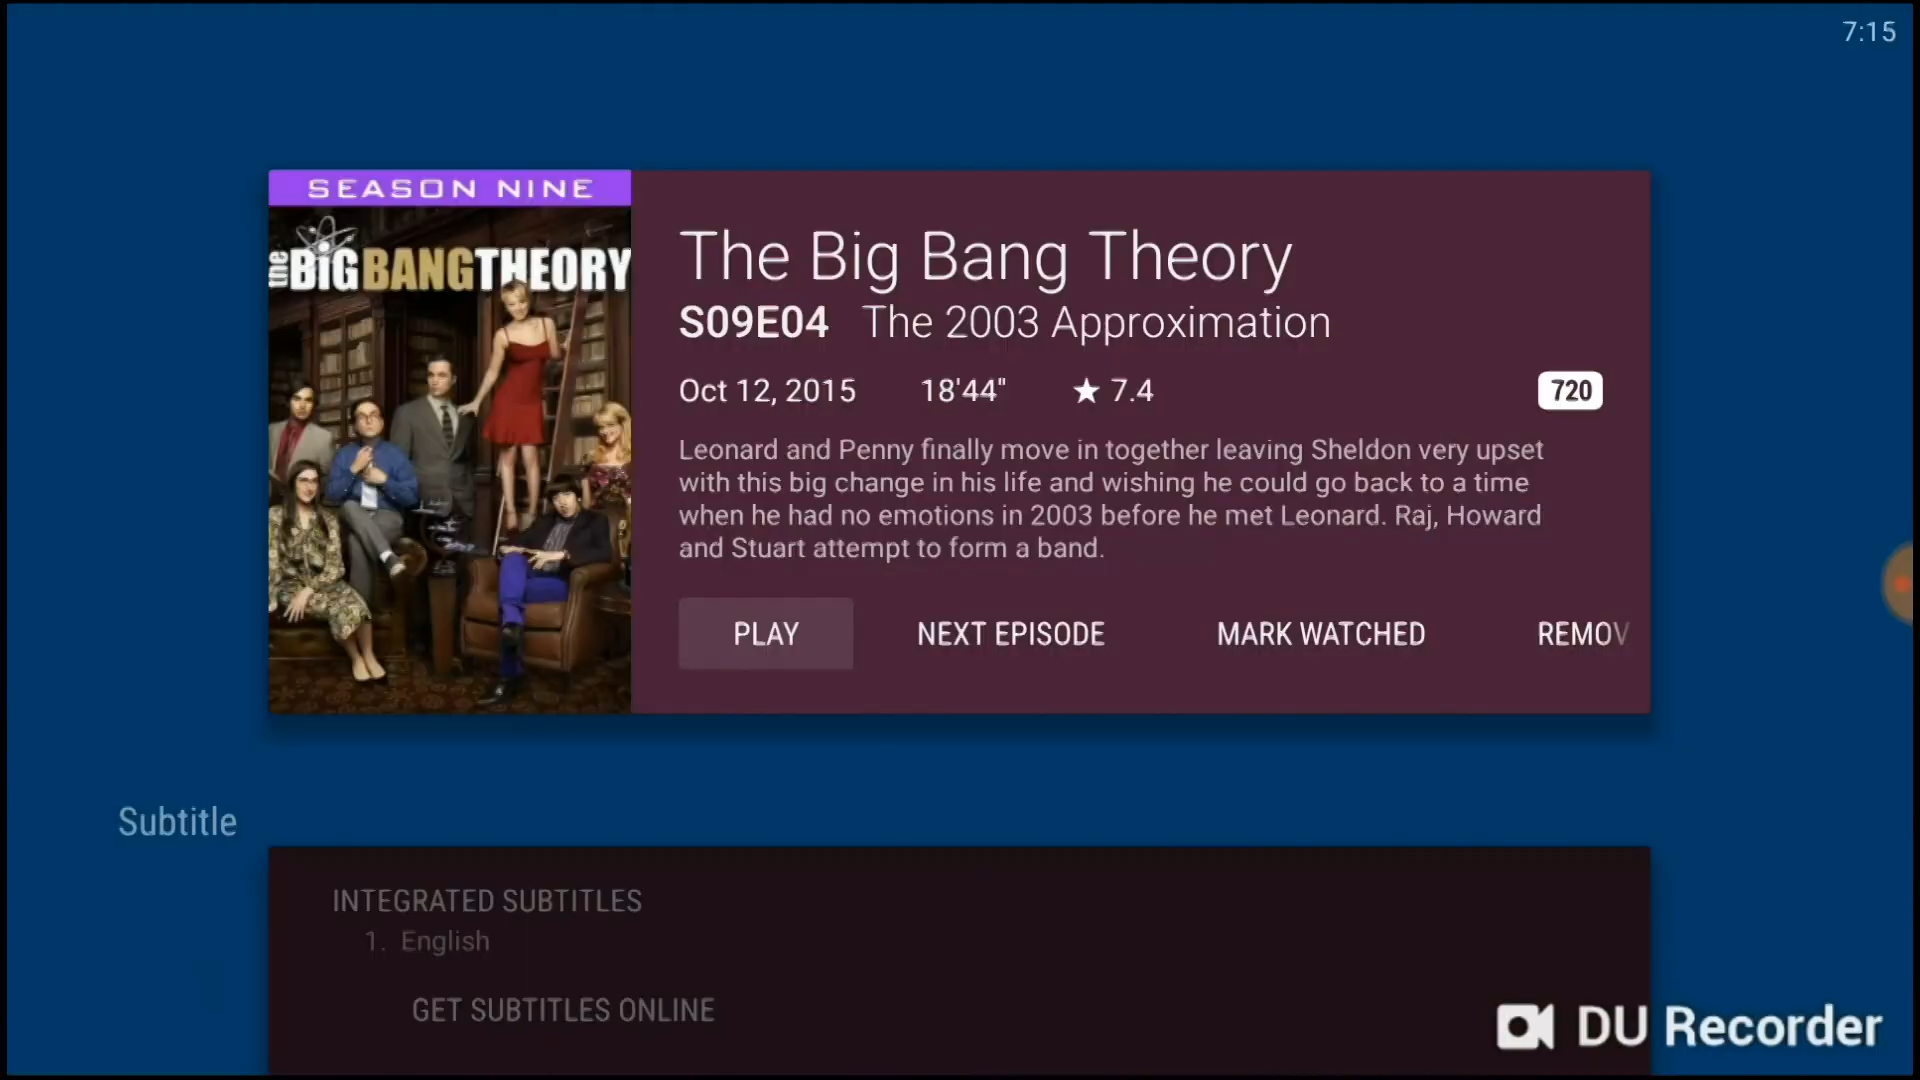 7:15
SEASON NINE
the BIG BANG THEORY
The Big Bang Theory
S09E04 The 2003 Approximation
Oct 12, 2015 18'44" ★ 7.4 720
Leonard and Penny finally move in together leaving Sheldon very upset
with this big change in his life and wishing he could go back to a time
when he had no emotions in 2003 before he met Leonard. Raj, Howard
and Stuart attempt to form a band.
PLAY NEXT EPISODE MARK WATCHED REMOV
Subtitle
INTEGRATED SUBTITLES
1. English
GET SUBTITLES ONLINE
DU Recorder